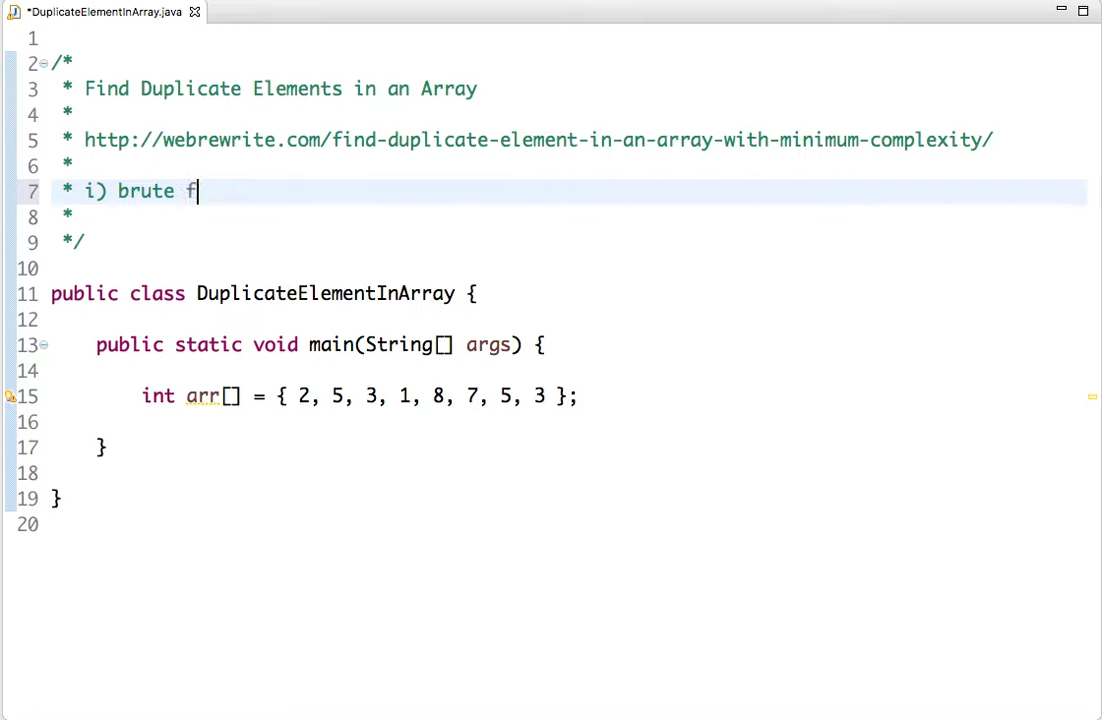 *DuplicateElementInArray.java
1
2 /*
3 * Find Duplicate Elements in an Array
4 *
5 * http://webrewrite.com/find-duplicate-element-in-an-array-with-minimum-complexity/
6 *
7 * i) brute f
8 *
9 */
10
11 public class DuplicateElementInArray {
12
13 public static void main(String[] args) {
14
15 int arr[] = { 2, 5, 3, 1, 8, 7, 5, 3 };
16
17 }
18
19 }
20